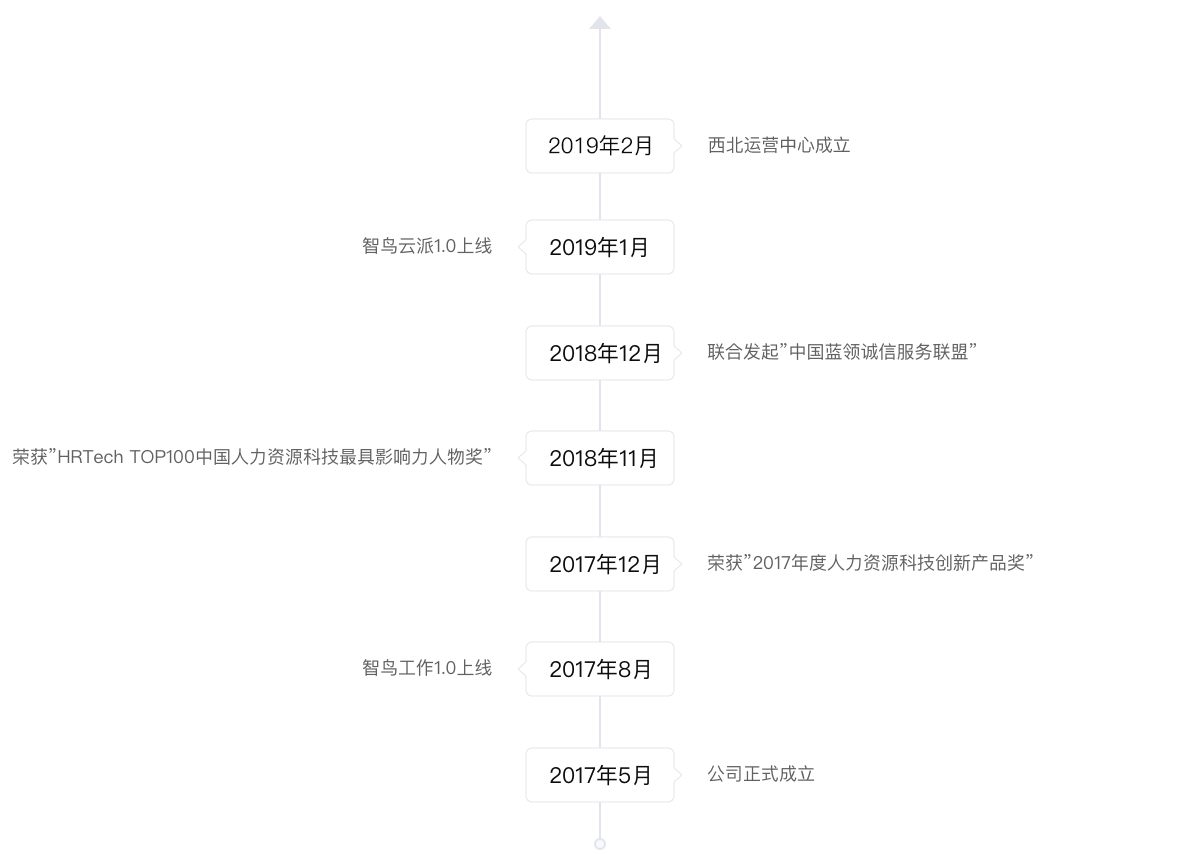 2019年2月
西北运营中心成立
智鸟云派1.0上线
2019年1月
2018年12月
联合发起”中国蓝领诚信服务联盟”
荣获”HRTech TOP100中国人力资源科技最具影响力人物奖”
2018年11月
2017年12月
荣获”2017年度人力资源科技创新产品奖”
智鸟工作1.0上线
2017年8月
2017年5月
公司正式成立